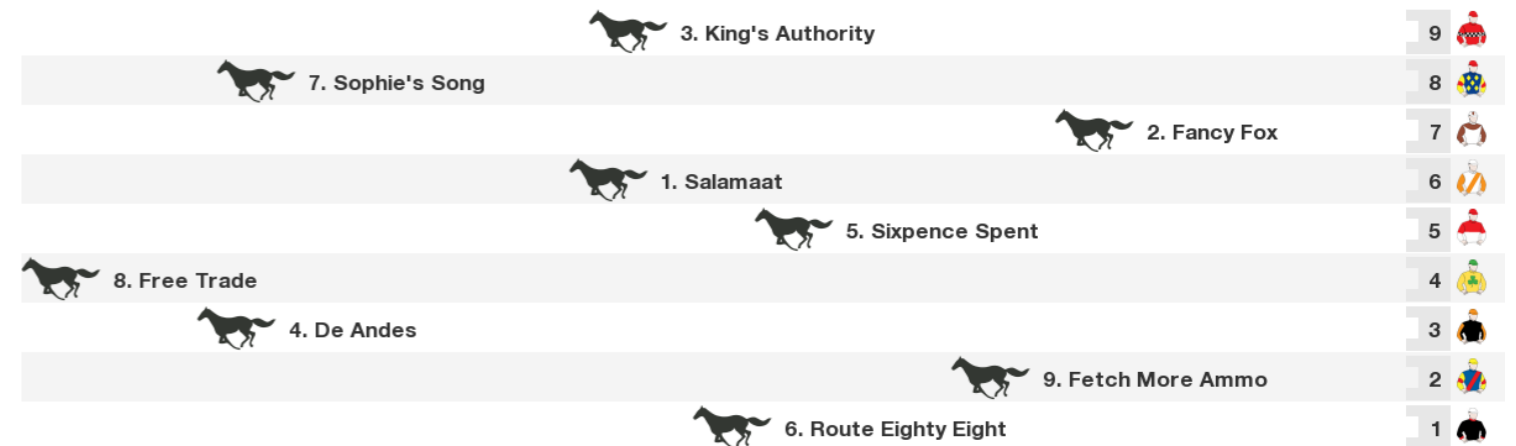 3. King's Authority 9
7. Sophie's Song 8
2. Fancy Fox 7
1. Salamaat 6
5. Sixpence Spent 5
8. Free Trade 4
4. De Andes 3
9. Fetch More Ammo 2
6. Route Eighty Eight 1